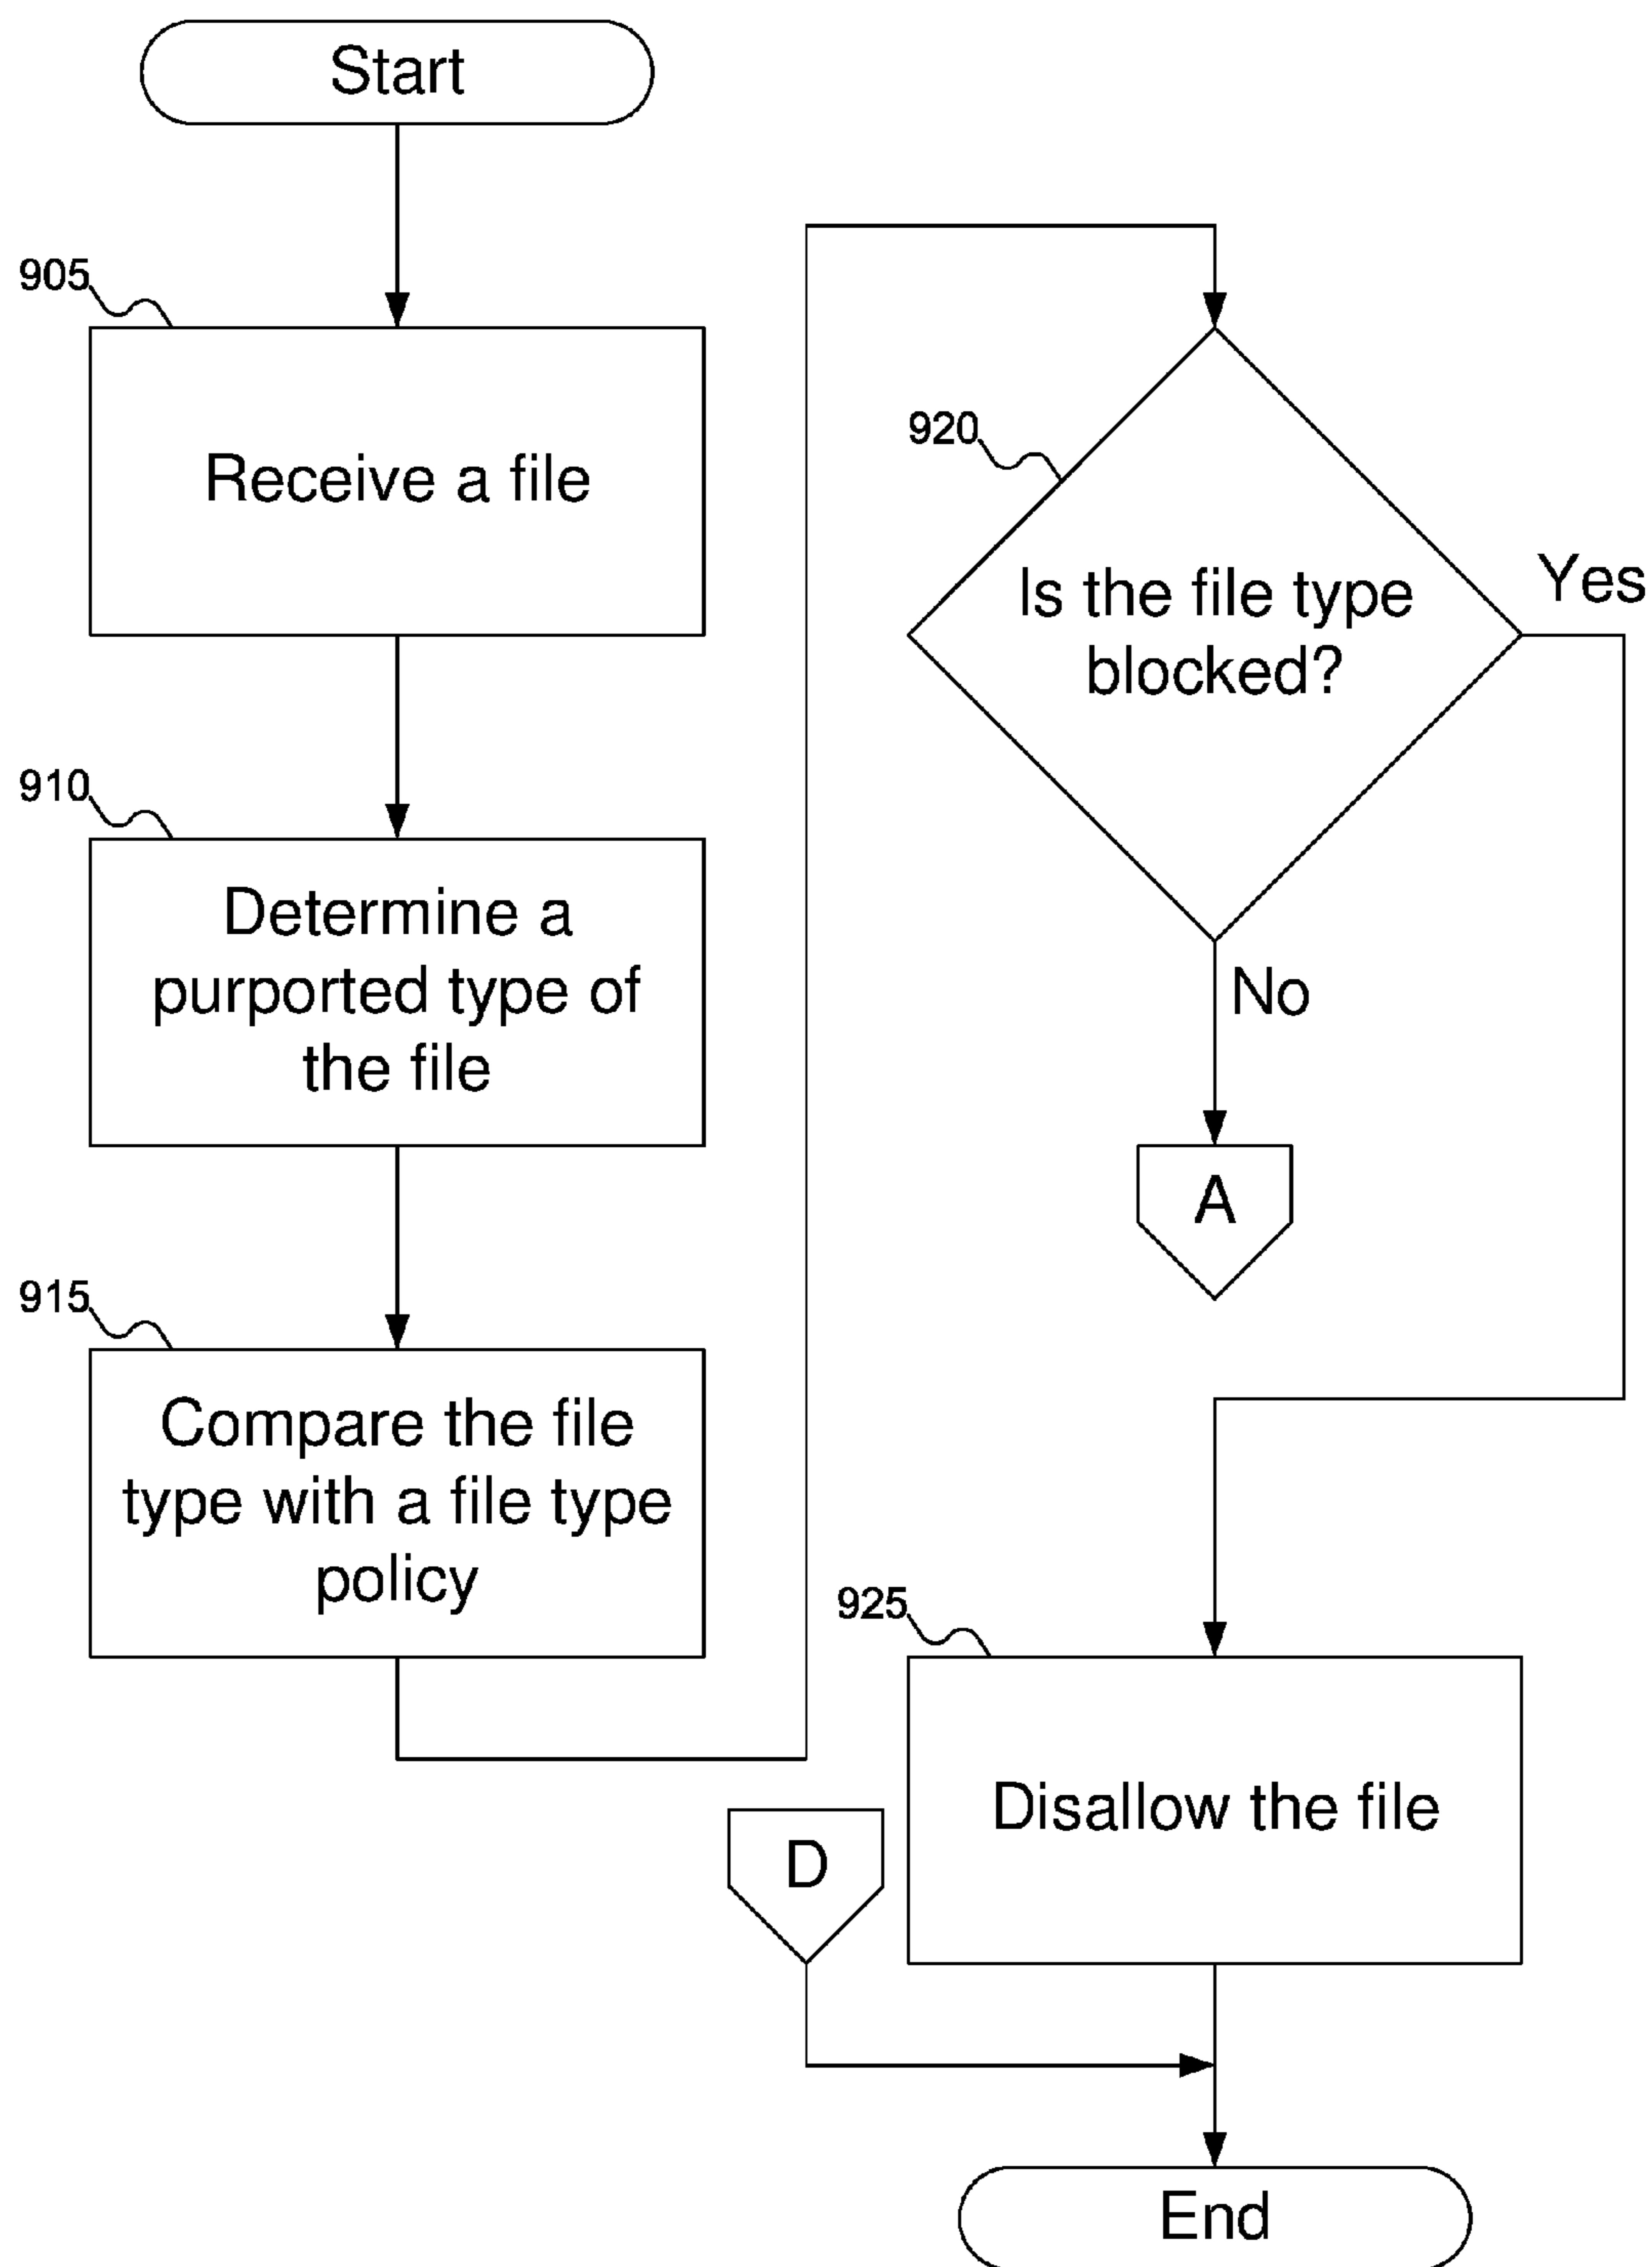 Start
905
Receive a file
910
Determine a
purported type of
the file
915
Compare the file
type with a file type
policy
920
Is the file type
blocked?
Yes
No
A
925
Disallow the file
D
End